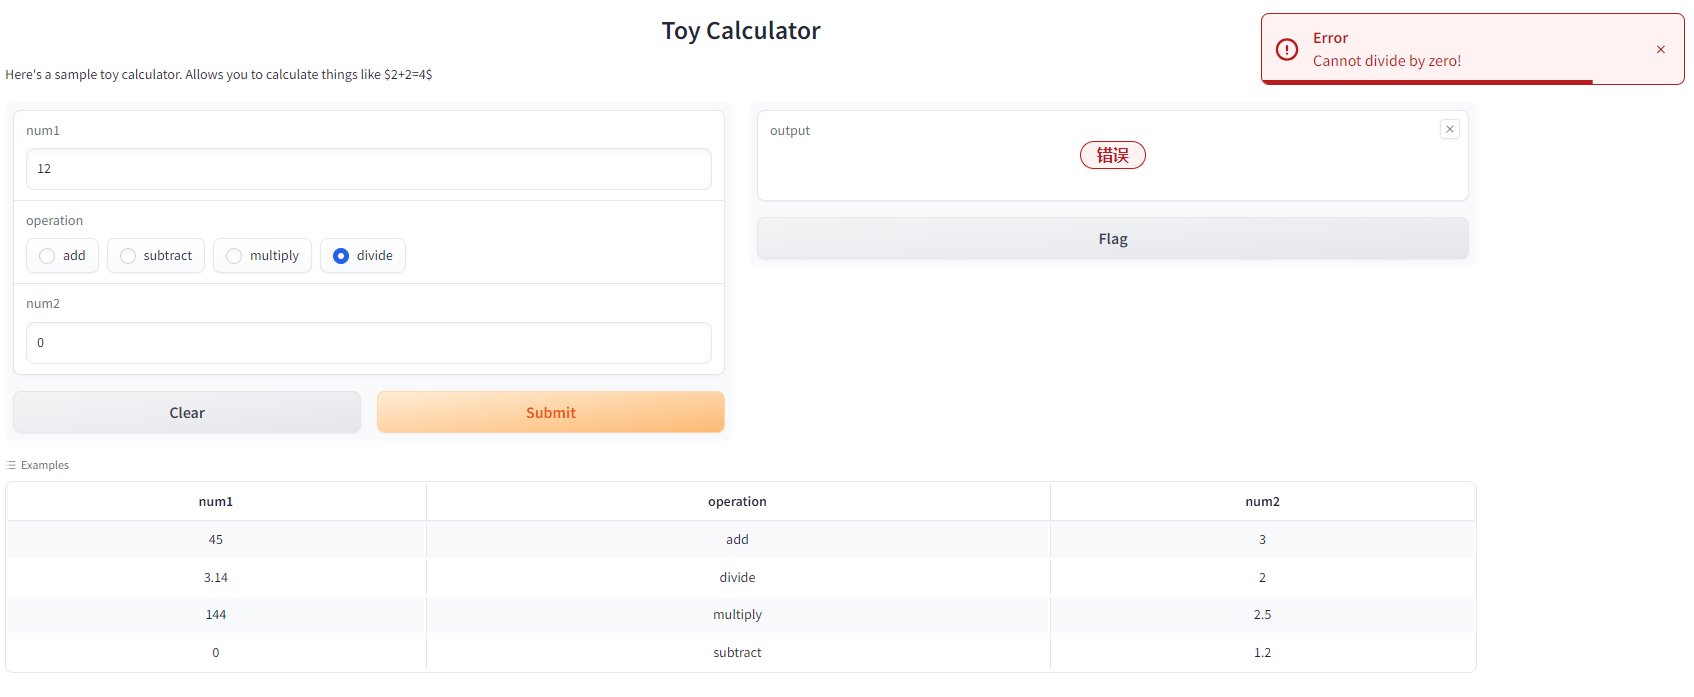 Toy Calculator
Error
Cannot divide by zero!
Here's a sample toy calculator. Allows you to calculate things like $2+2=4$
num1
12
operation
add subtract multiply divide
num2
0
Clear Submit
output
错误
Flag
Examples
num1 operation num2
45 add 3
3.14 divide 2
144 multiply 2.5
0 subtract 1.2